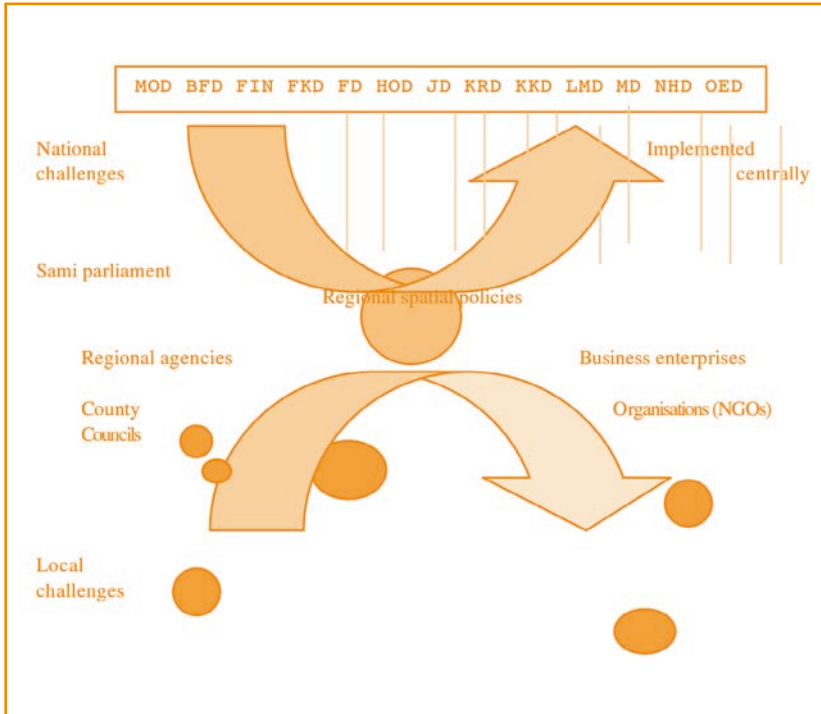 MOD BFD FIN FKD FD HOD JD KRD KKD LMD MD NHD OED
National
challenges
Implemented
centrally
Sami parliament
Regional spatial policies
Regional agencies
Business enterprises
County
Councils
Organisations (NGOs)
Local
challenges